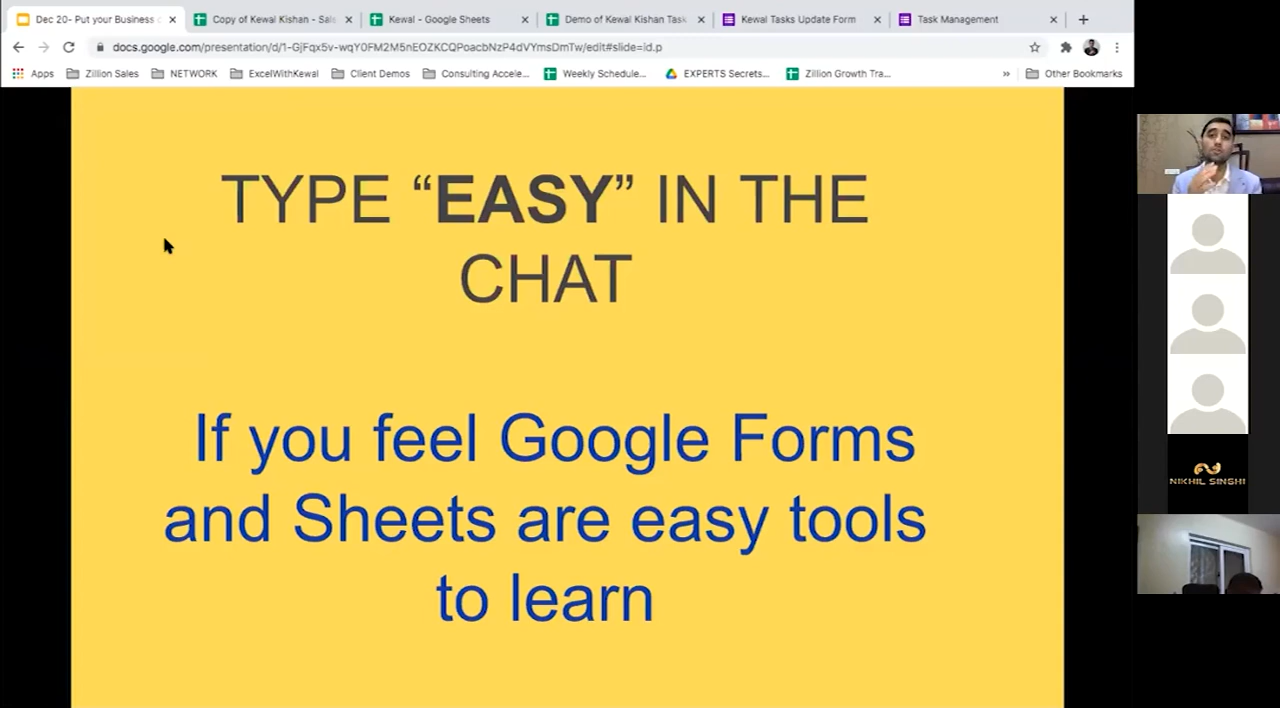 Dec 20- Put your Business
Copy of Kewal Kishan - Sal
Kewal - Google Sheets
Demo of Kewal Kishan Task
Kewal Tasks Update Form
Task Management
docs.google.com/presentation/d/1-GjFqx5v-wqY0FM2M5nEOZKCQPoacbNzP4dVYmsDmTw/edit#slide=id.p
Apps
Zillion Sales
NETWORK
ExcelWithKewal
Client Demos
Consulting Accele...
Weekly Schedule...
EXPERTS Secrets...
Zillion Growth Tra...
»
Other Bookmarks
TYPE “EASY” IN THE
CHAT
If you feel Google Forms
and Sheets are easy tools
to learn
NIKHIL SINGHI